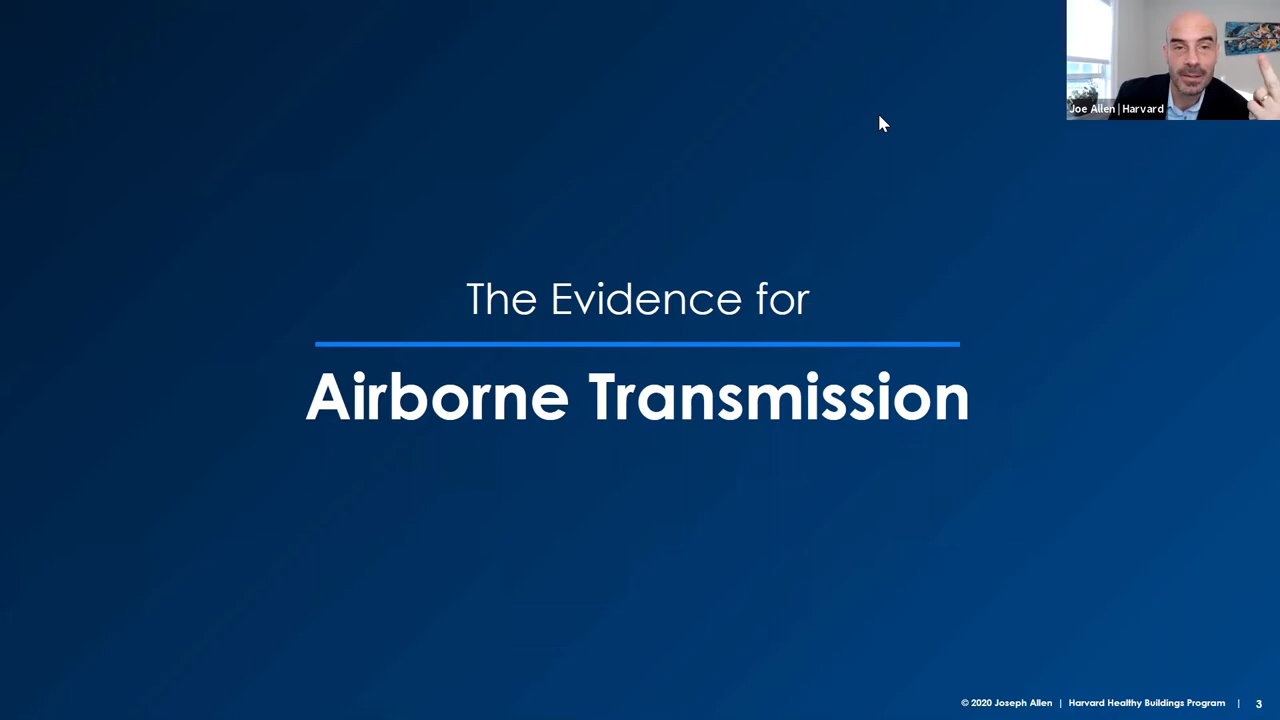 Joe Allen | Harvard
The Evidence for
Airborne Transmission
© 2020 Joseph Allen | Harvard Healthy Buildings Program | 3